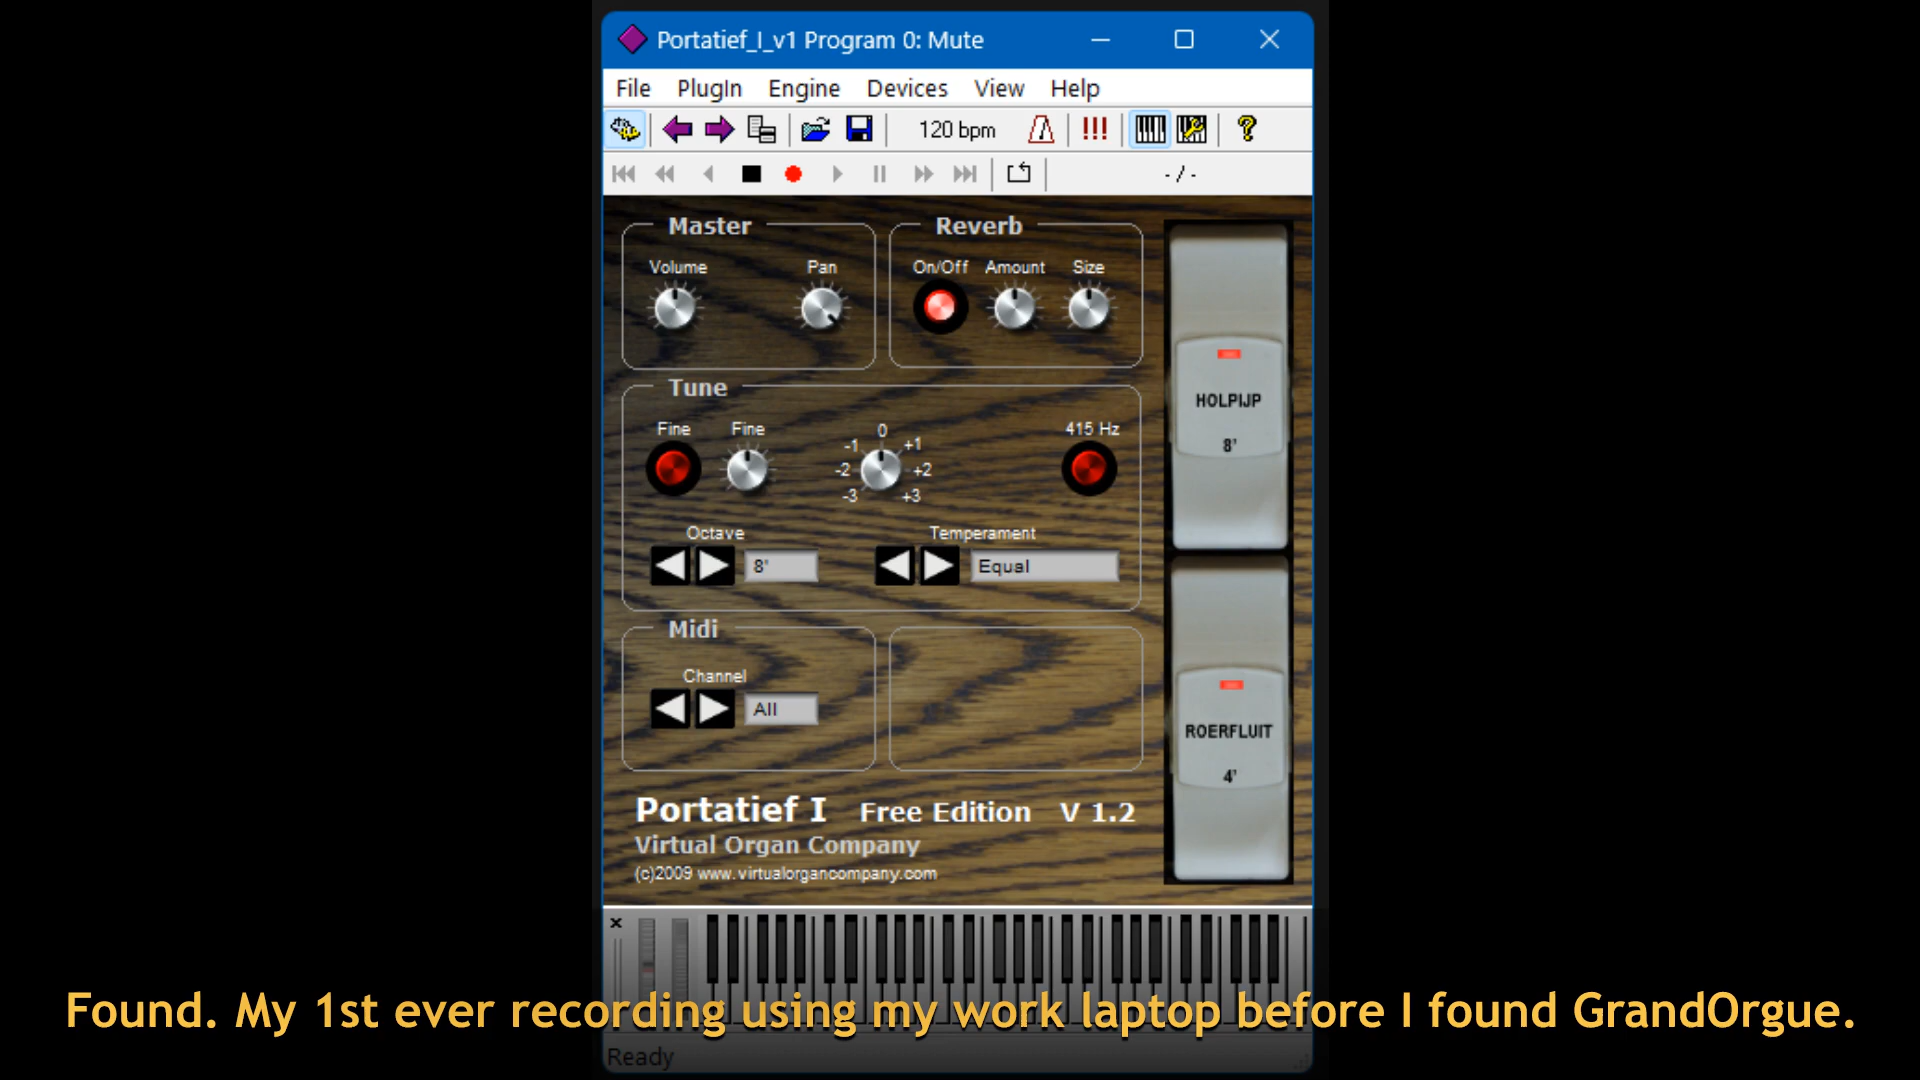 Portatief_I_v1 Program 0: Mute
File PlugIn Engine Devices View Help
120 bpm !!! ?
- / -
Master Reverb
Volume Pan On/Off Amount Size
Tune
Fine Fine 0 415 Hz
-1 +1
-2 +2
-3 +3
Octave Temperament
8' Equal
Midi
Channel
All
HOLPIJP
8'
ROERFLUIT
4'
Portatief I Free Edition V 1.2
Virtual Organ Company
(c)2009 www.virtualorgancompany.com
Found. My 1st ever recording using my work laptop before I found GrandOrgue.
Ready